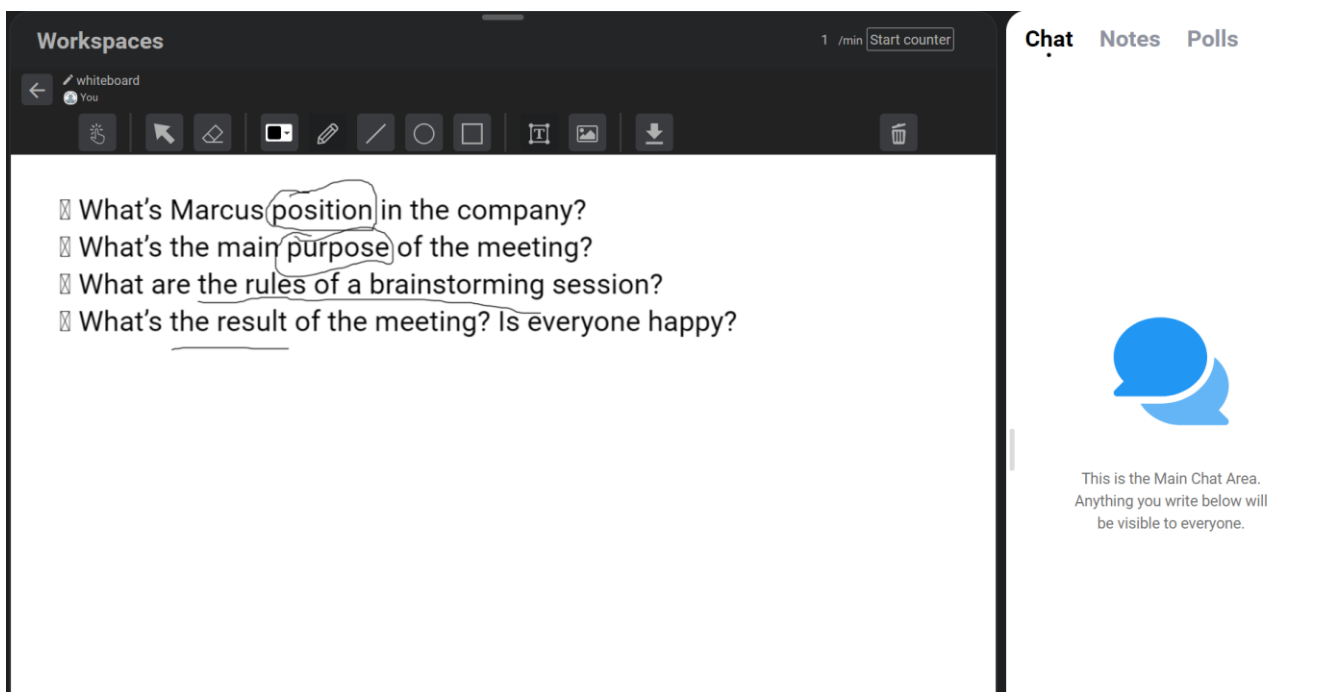 Workspaces
1 /min Start counter
Chat Notes Polls
whiteboard
You
T
What’s Marcus position in the company?
What’s the main purpose of the meeting?
What are the rules of a brainstorming session?
What’s the result of the meeting? Is everyone happy?
This is the Main Chat Area.
Anything you write below will
be visible to everyone.